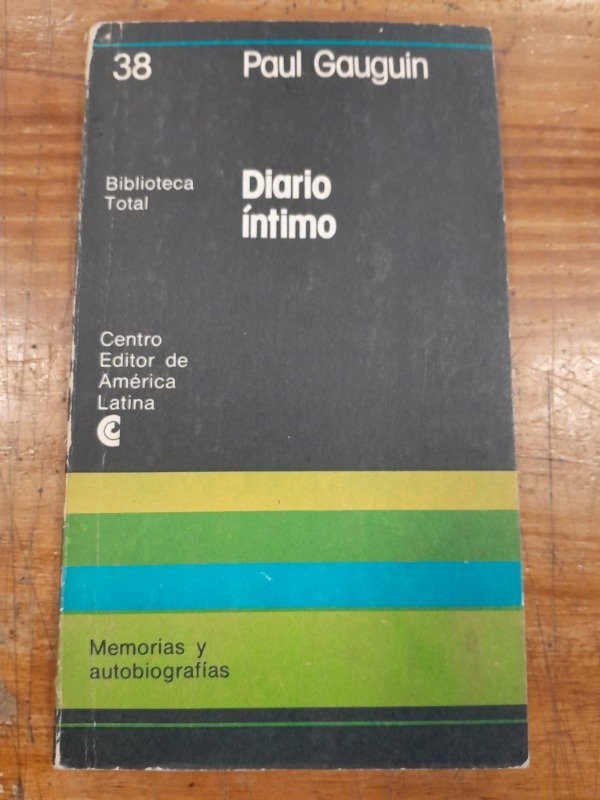 38
Paul Gauguin
Biblioteca
Total
Diario
íntimo
Centro
Editor de
América
Latina
Memorias y
autobiografías